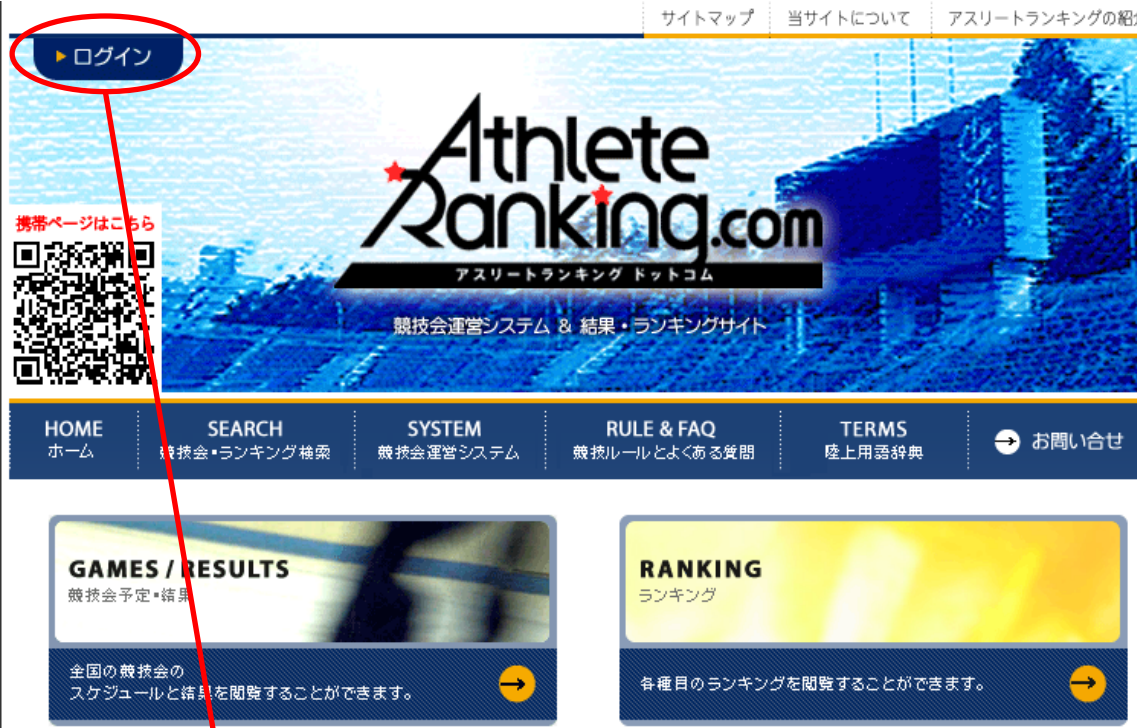 サイトマップ 当サイトについて アスリートランキングの紹
ログイン
Athlete
Ranking.com
アスリートランキング ドットコム
競技会運営システム & 結果・ランキングサイト
携帯ページはこちら
HOME SEARCH SYSTEM RULE & FAQ TERMS
ホーム 競技会・ランキング検索 競技会運営システム 競技ルールとよくある質問 陸上用語辞典 お問い合せ
GAMES / RESULTS
競技会予定・結果
全国の競技会の
スケジュールと結果を閲覧することができます。
RANKING
ランキング
各種目のランキングを閲覧することができます。